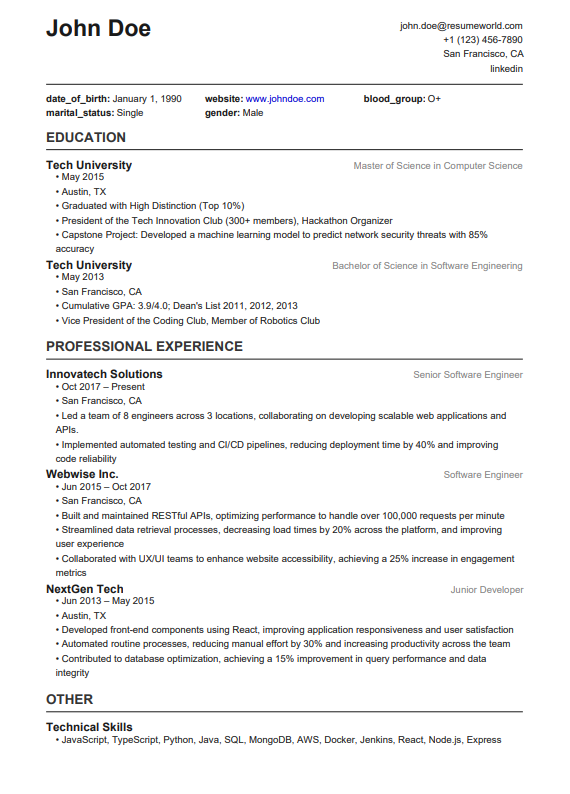 John Doe
john.doe@resumeworld.com
+1 (123) 456-7890
San Francisco, CA
linkedin
date_of_birth: January 1, 1990 website: www.johndoe.com blood_group: O+
marital_status: Single gender: Male
EDUCATION
Tech University Master of Science in Computer Science
• May 2015
• Austin, TX
• Graduated with High Distinction (Top 10%)
• President of the Tech Innovation Club (300+ members), Hackathon Organizer
• Capstone Project: Developed a machine learning model to predict network security threats with 85%
accuracy
Tech University Bachelor of Science in Software Engineering
• May 2013
• San Francisco, CA
• Cumulative GPA: 3.9/4.0; Dean's List 2011, 2012, 2013
• Vice President of the Coding Club, Member of Robotics Club
PROFESSIONAL EXPERIENCE
Innovatech Solutions Senior Software Engineer
• Oct 2017 – Present
• San Francisco, CA
• Led a team of 8 engineers across 3 locations, collaborating on developing scalable web applications and
APIs.
• Implemented automated testing and CI/CD pipelines, reducing deployment time by 40% and improving
code reliability
Webwise Inc. Software Engineer
• Jun 2015 – Oct 2017
• San Francisco, CA
• Built and maintained RESTful APIs, optimizing performance to handle over 100,000 requests per minute
• Streamlined data retrieval processes, decreasing load times by 20% across the platform, and improving
user experience
• Collaborated with UX/UI teams to enhance website accessibility, achieving a 25% increase in engagement
metrics
NextGen Tech Junior Developer
• Jun 2013 – May 2015
• Austin, TX
• Developed front-end components using React, improving application responsiveness and user satisfaction
• Automated routine processes, reducing manual effort by 30% and increasing productivity across the team
• Contributed to database optimization, achieving a 15% improvement in query performance and data
integrity
OTHER
Technical Skills
• JavaScript, TypeScript, Python, Java, SQL, MongoDB, AWS, Docker, Jenkins, React, Node.js, Express